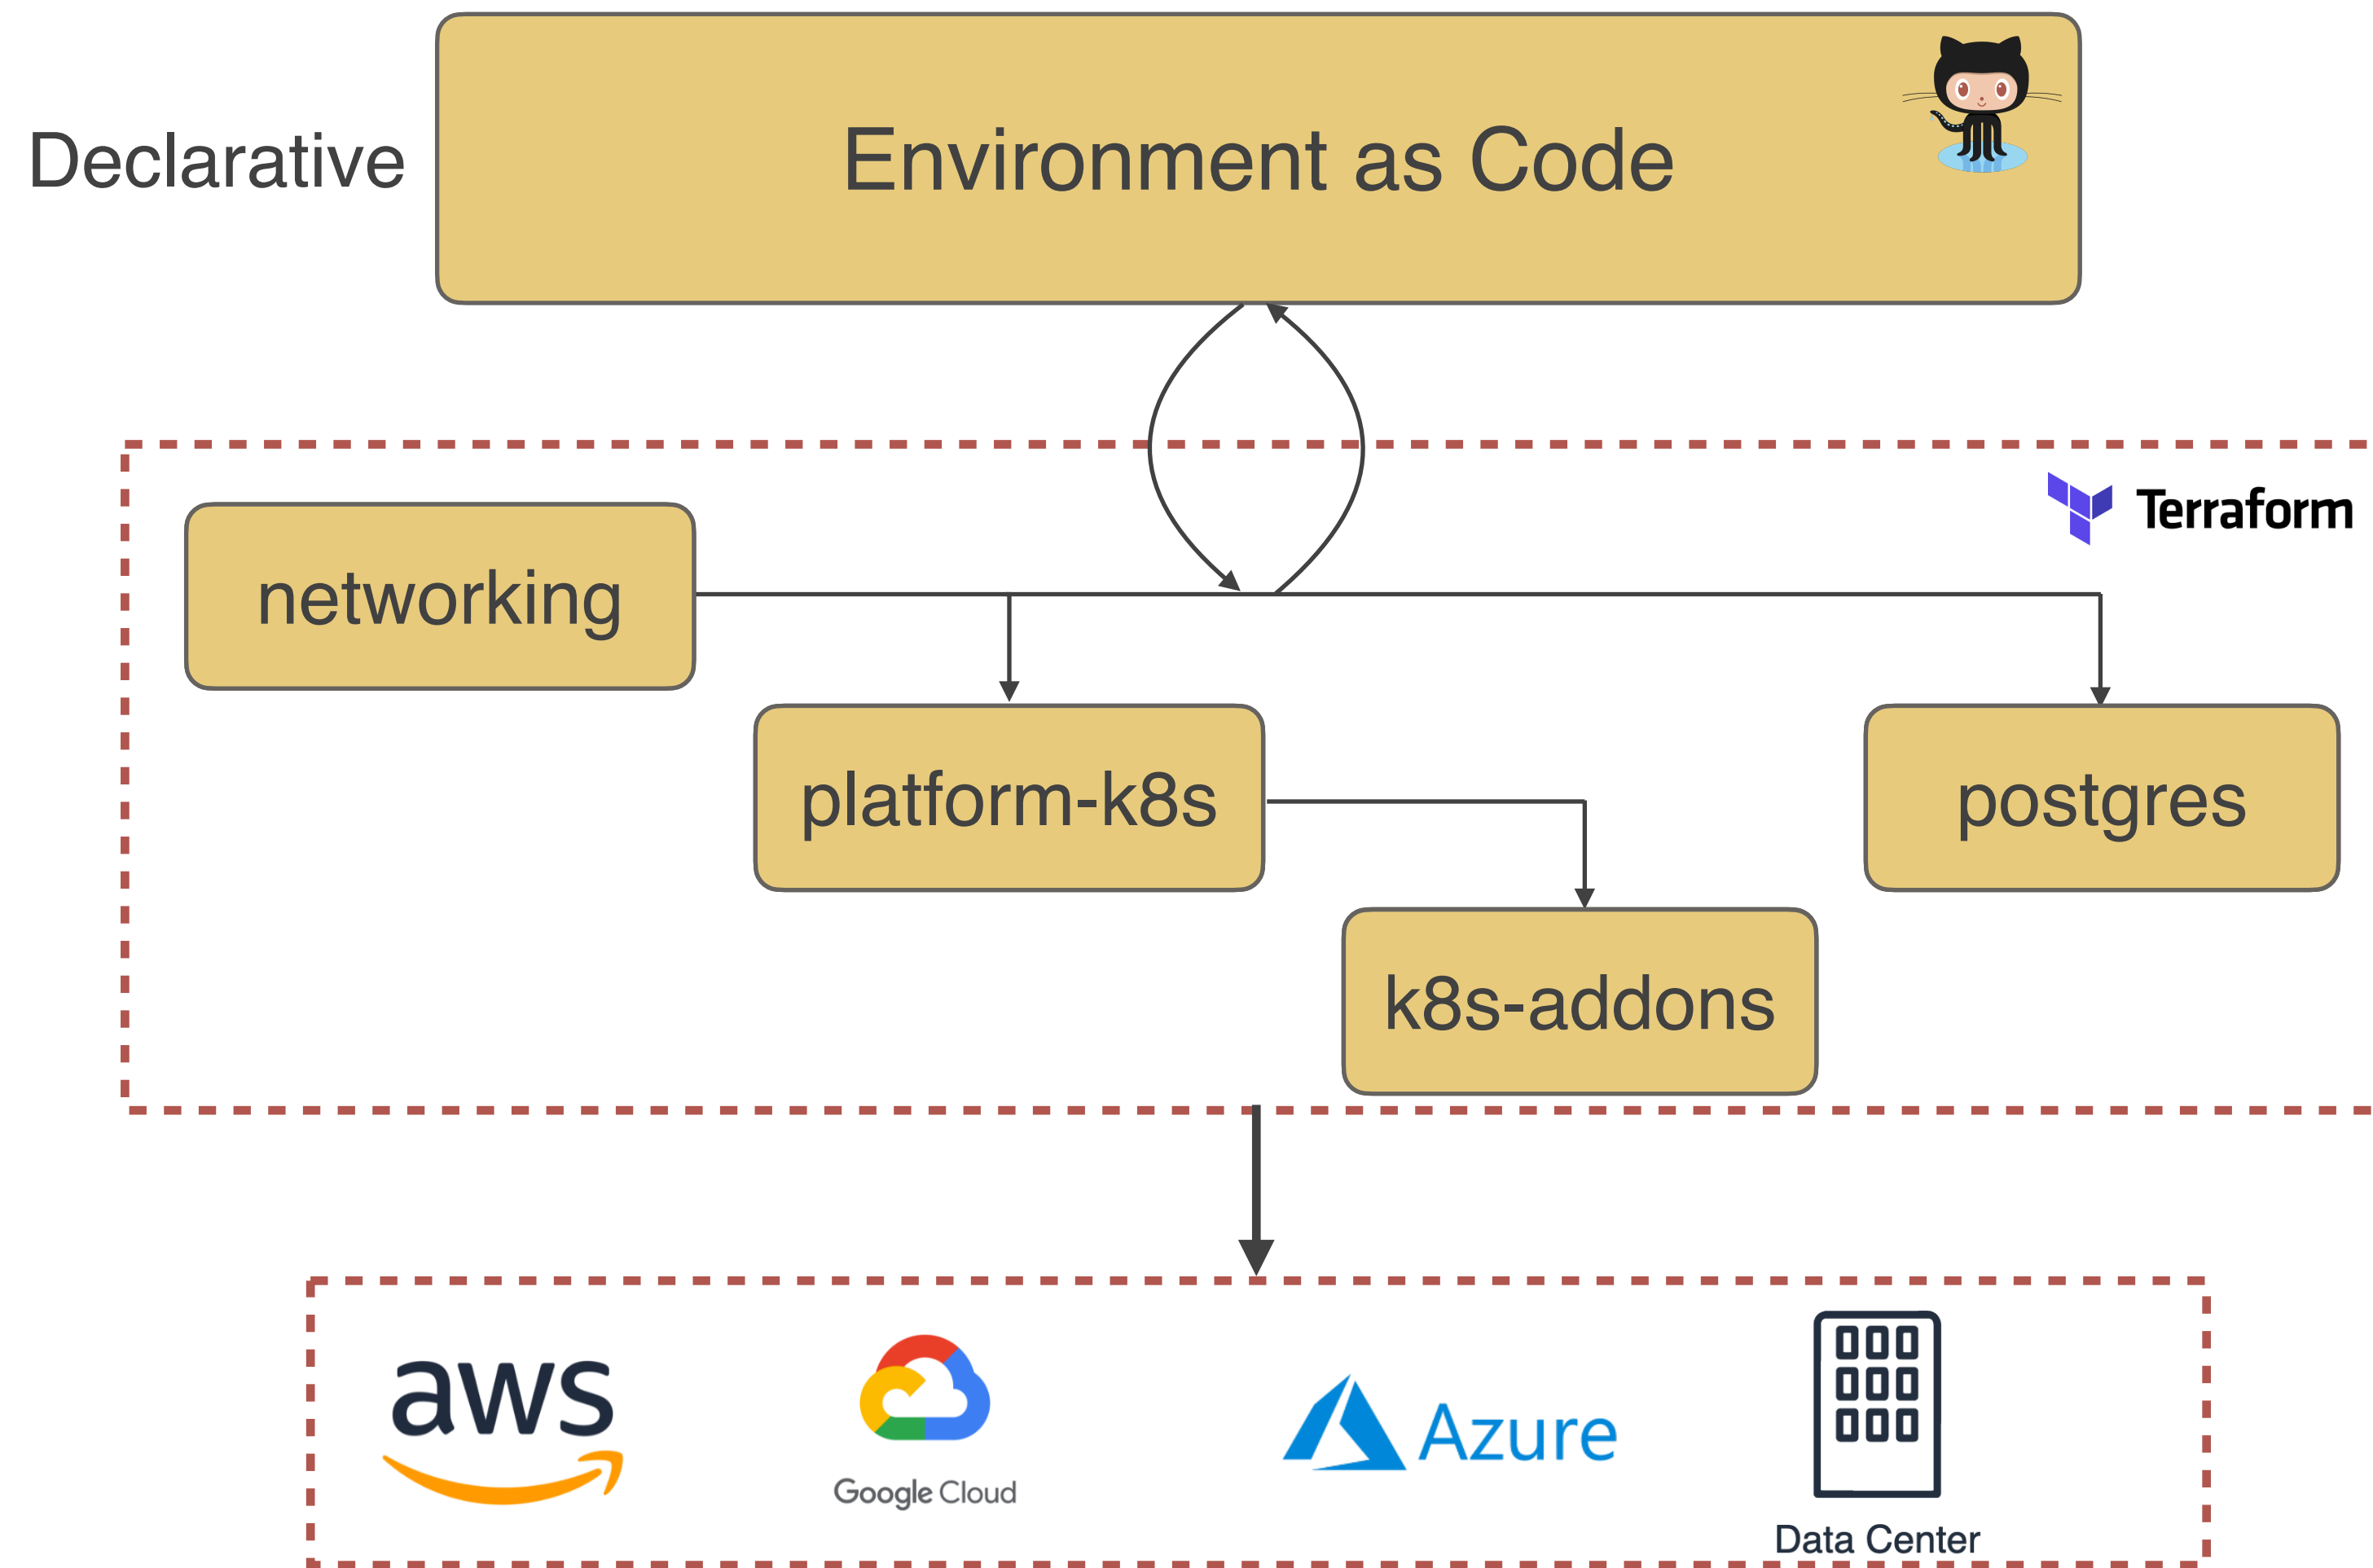 Declarative
Environment as Code
Terraform
networking
platform-k8s
postgres
k8s-addons
aws
Google Cloud
Azure
Data Center